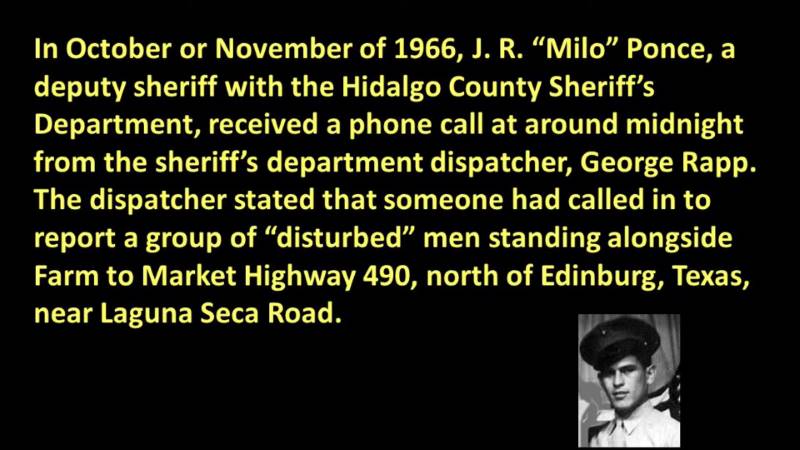 In October or November of 1966, J. R. “Milo” Ponce, a
deputy sheriff with the Hidalgo County Sheriff’s
Department, received a phone call at around midnight
from the sheriff’s department dispatcher, George Rapp.
The dispatcher stated that someone had called in to
report a group of “disturbed” men standing alongside
Farm to Market Highway 490, north of Edinburg, Texas,
near Laguna Seca Road.